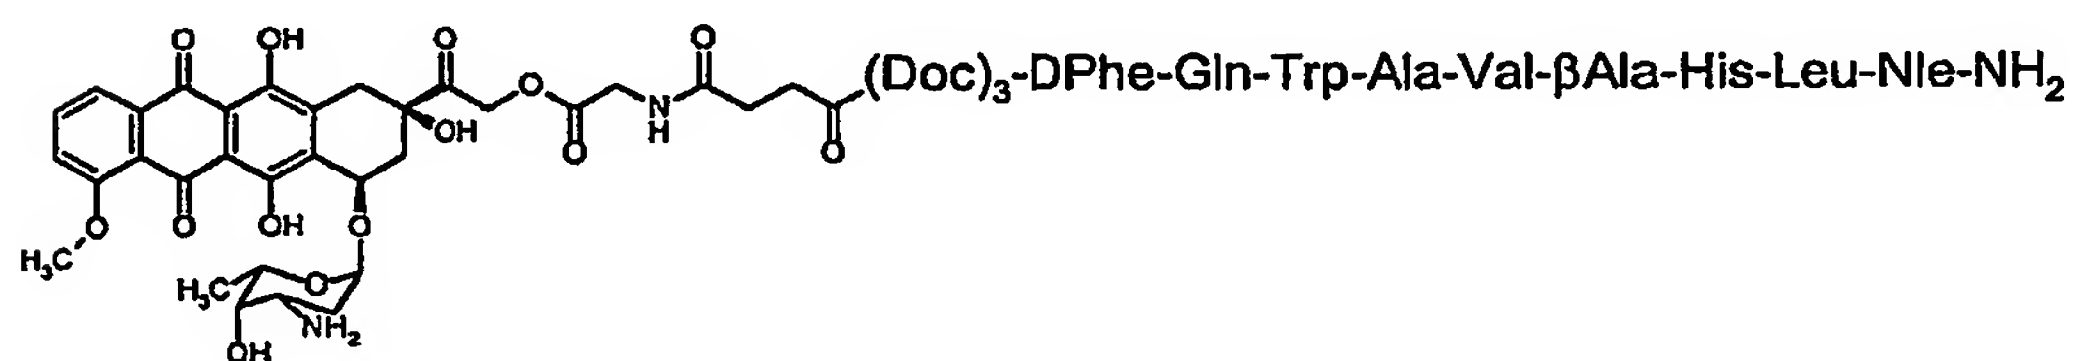 O OH O O (Doc)₃-DPhe-Gln-Trp-Ala-Val-βAla-His-Leu-Nle-NH₂
O
OH O N H O
O O OH O
H₃C
H₃C O
NH₂
OH